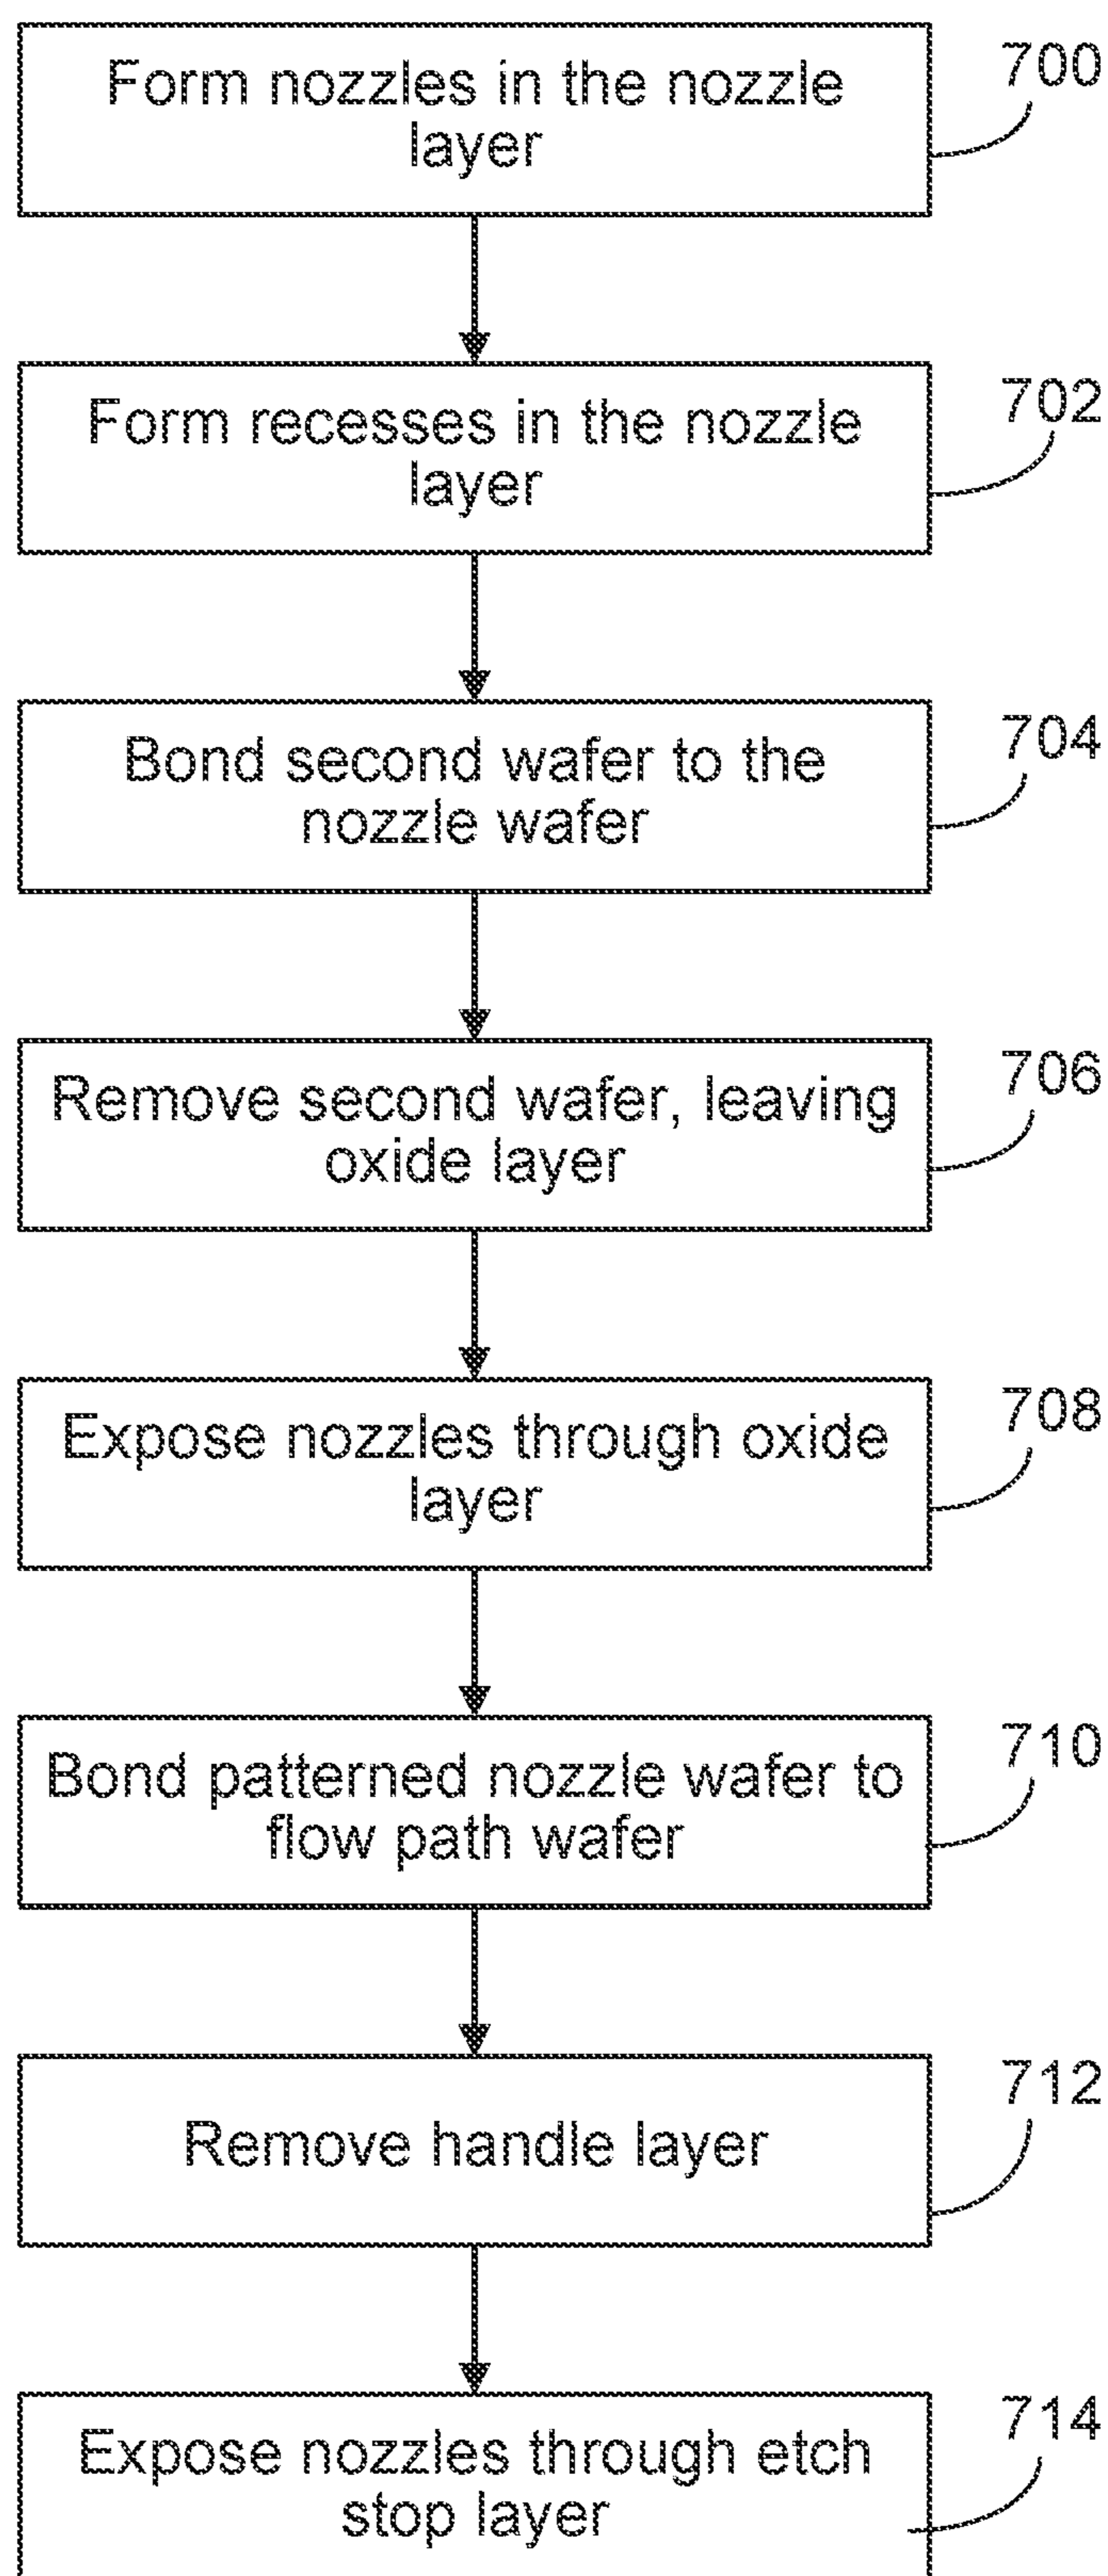 Form nozzles in the nozzle
layer
700
Form recesses in the nozzle
layer
702
Bond second wafer to the
nozzle wafer
704
Remove second wafer, leaving
oxide layer
706
Expose nozzles through oxide
layer
708
Bond patterned nozzle wafer to
flow path wafer
710
Remove handle layer
712
Expose nozzles through etch
stop layer
714